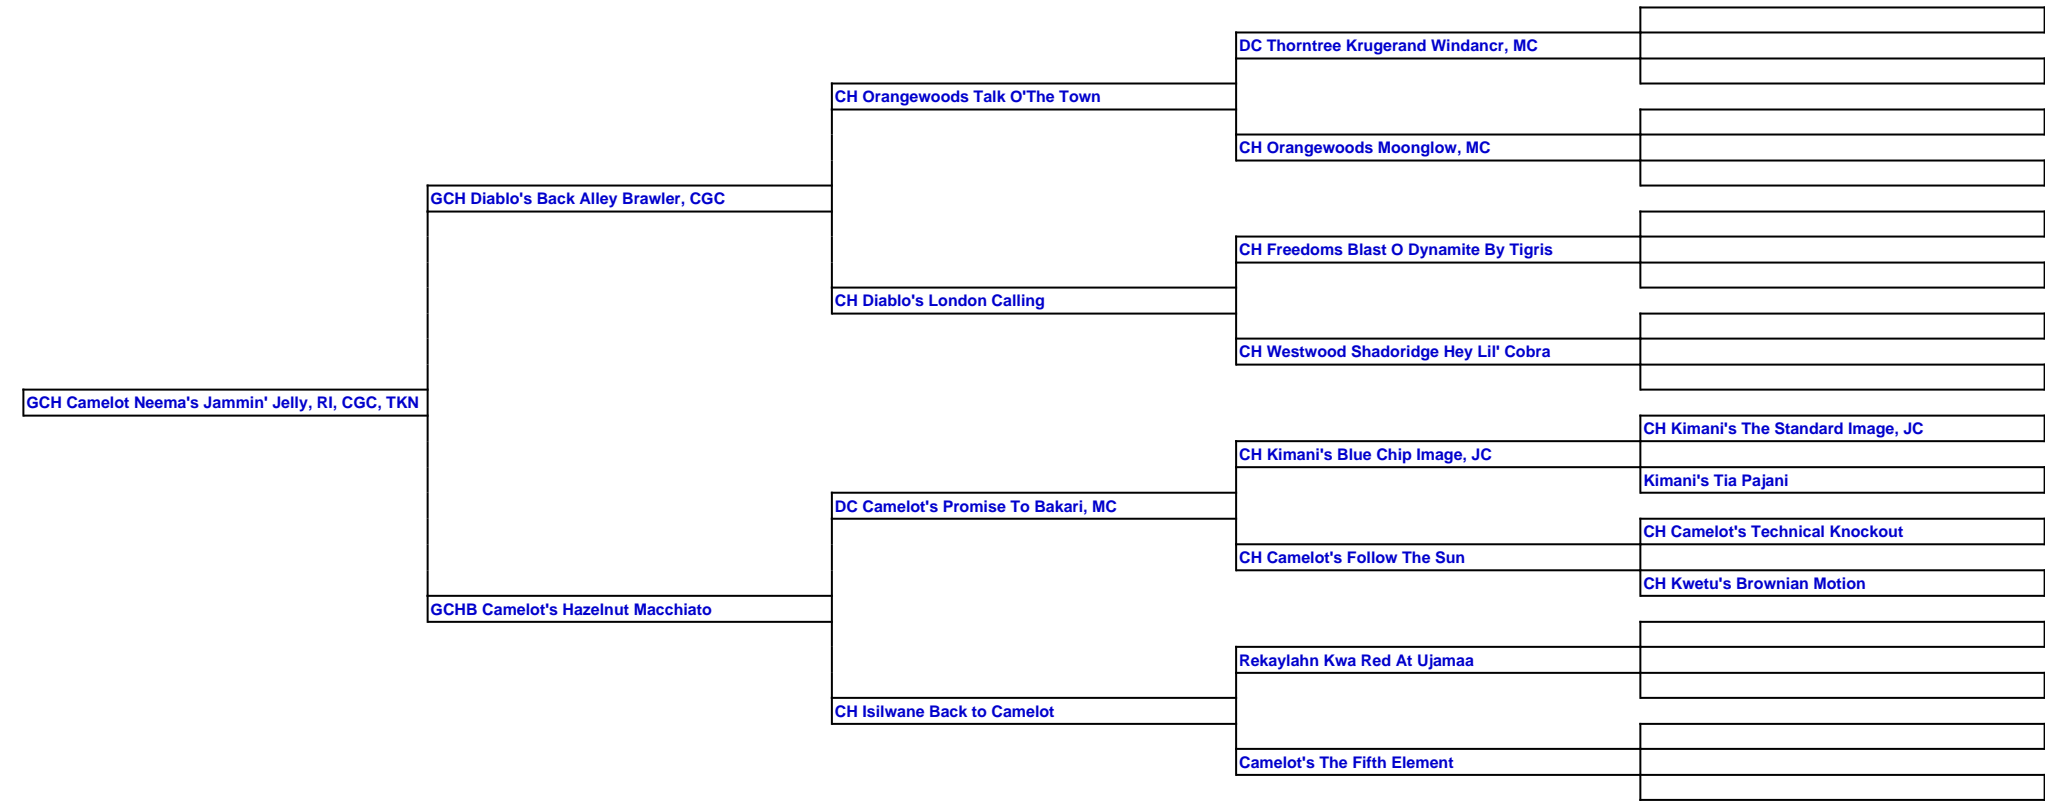 DC Thorntree Krugerand Windancr, MC
CH Orangewoods Talk O'The Town
CH Orangewoods Moonglow, MC
GCH Diablo's Back Alley Brawler, CGC
CH Freedoms Blast O Dynamite By Tigris
CH Diablo's London Calling
CH Westwood Shadoridge Hey Lil' Cobra
GCH Camelot Neema's Jammin' Jelly, RI, CGC, TKN
CH Kimani's The Standard Image, JC
CH Kimani's Blue Chip Image, JC
Kimani's Tia Pajani
DC Camelot's Promise To Bakari, MC
CH Camelot's Technical Knockout
CH Camelot's Follow The Sun
CH Kwetu's Brownian Motion
GCHB Camelot's Hazelnut Macchiato
Rekaylahn Kwa Red At Ujamaa
CH Isilwane Back to Camelot
Camelot's The Fifth Element